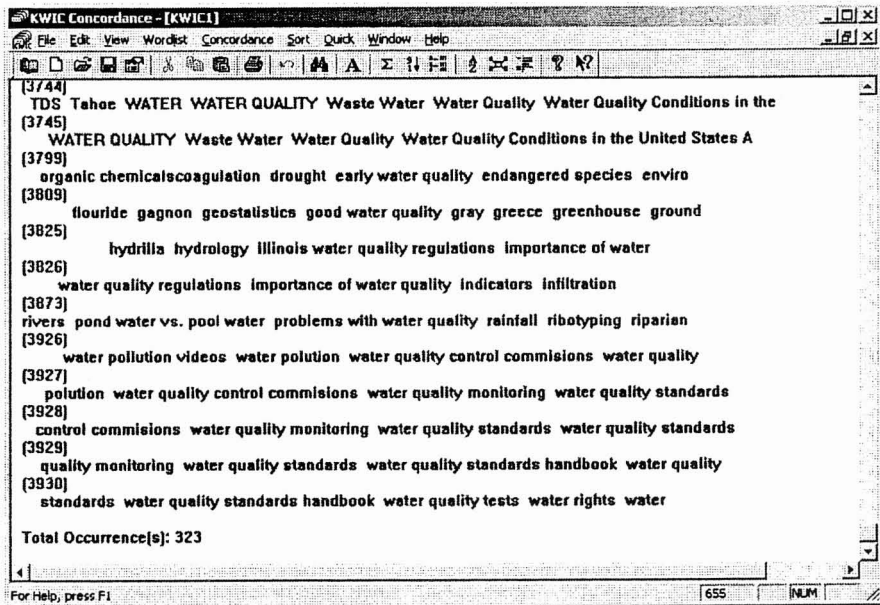 KWIC Concordance - [KWIC1]
File Edit View Wordlist Concordance Sort Quick Window Help
[3744]
TDS Tahoe WATER WATER QUALITY Waste Water Water Quality Water Quality Conditions in the
[3745]
WATER QUALITY Waste Water Water Quality Water Quality Conditions in the United States A
[3799]
organic chemicalscoagulation drought early water quality endangered species enviro
[3809]
flouride gagnon geostatistics good water quality gray greece greenhouse ground
[3825]
hydrilla hydrology illinois water quality regulations importance of water
[3826]
water quality regulations importance of water quality indicators infiltration
[3873]
rivers pond water vs. pool water problems with water quality rainfall ribotyping riparian
[3926]
water pollution videos water polution water quality control commisions water quality
[3927]
polution water quality control commisions water quality monitoring water quality standards
[3928]
control commisions water quality monitoring water quality standards water quality standards
[3929]
quality monitoring water quality standards water quality standards handbook water quality
[3930]
standards water quality standards handbook water quality tests water rights water
Total Occurrence(s): 323
For Help, press F1 655 NUM